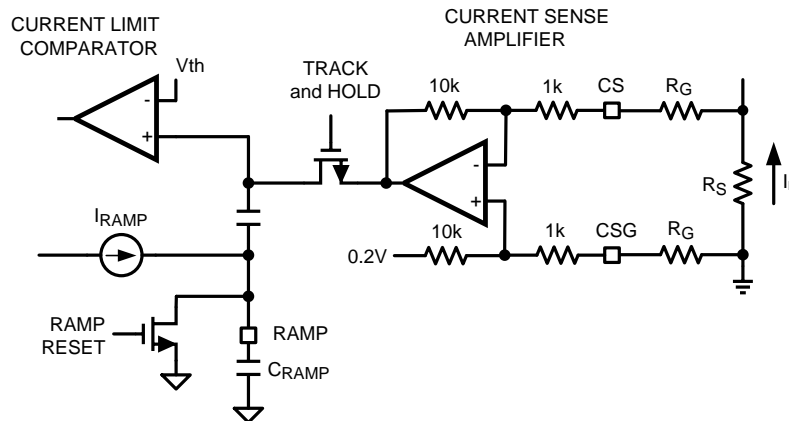 CURRENT LIMIT
COMPARATOR
Vth
-
+
TRACK
and HOLD
CURRENT SENSE
AMPLIFIER
10k
1k
CS
RG
-
+
RS
I
10k
1k
CSG
RG
0.2V
IRAMP
RAMP
RESET
RAMP
CRAMP